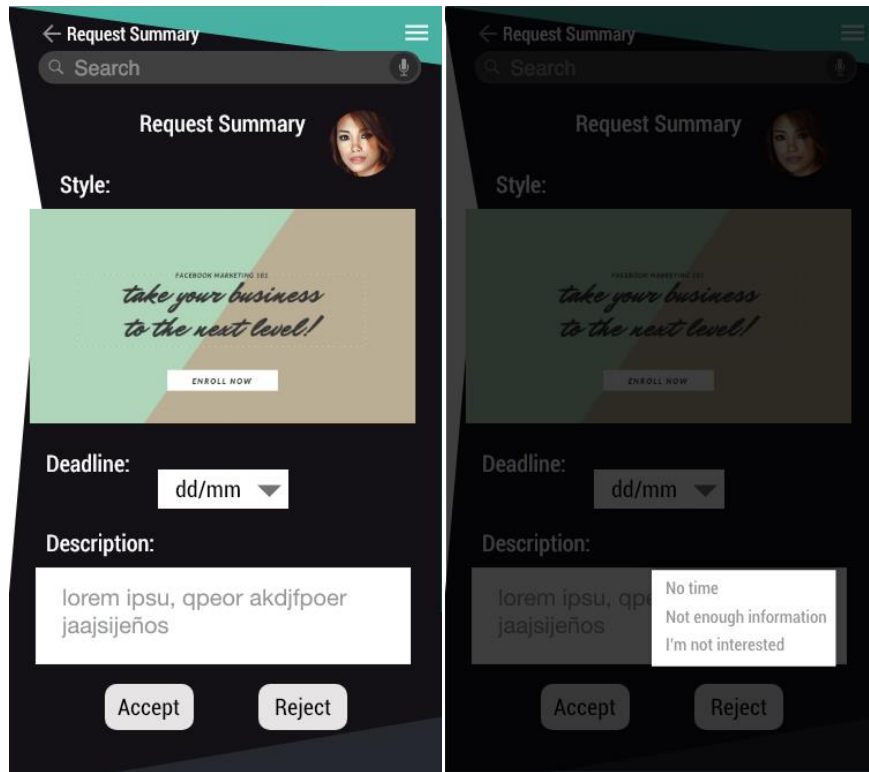 Request Summary
Search
Request Summary
Style:
FACEBOOK MARKETING 101
take your business
to the next level!
ENROLL NOW
Deadline:
dd/mm
Description:
lorem ipsu, qpeor akdjfpoer
jaajsijeños
Accept
Reject
Request Summary
Search
Request Summary
Style:
FACEBOOK MARKETING 101
take your business
to the next level!
ENROLL NOW
Deadline:
dd/mm
Description:
lorem ipsu, qpe
jaajsijeños
No time
Not enough information
I'm not interested
Accept
Reject